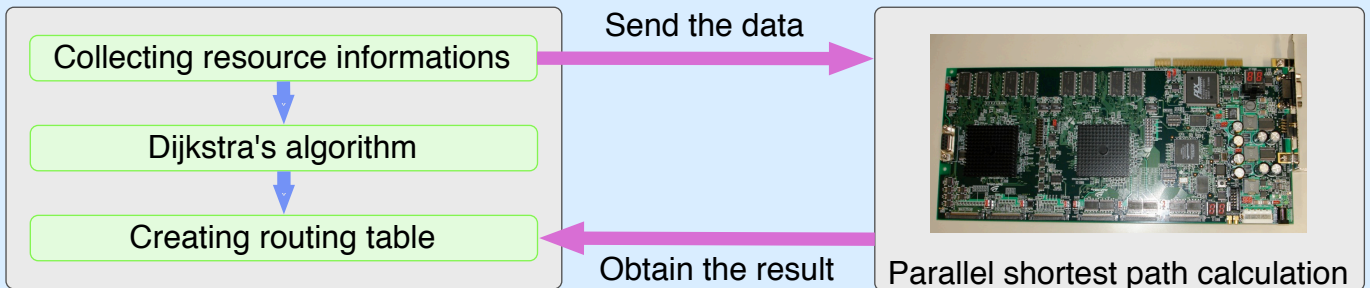 Collecting resource informations
Dijkstra's algorithm
Creating routing table
Send the data
Obtain the result
Parallel shortest path calculation